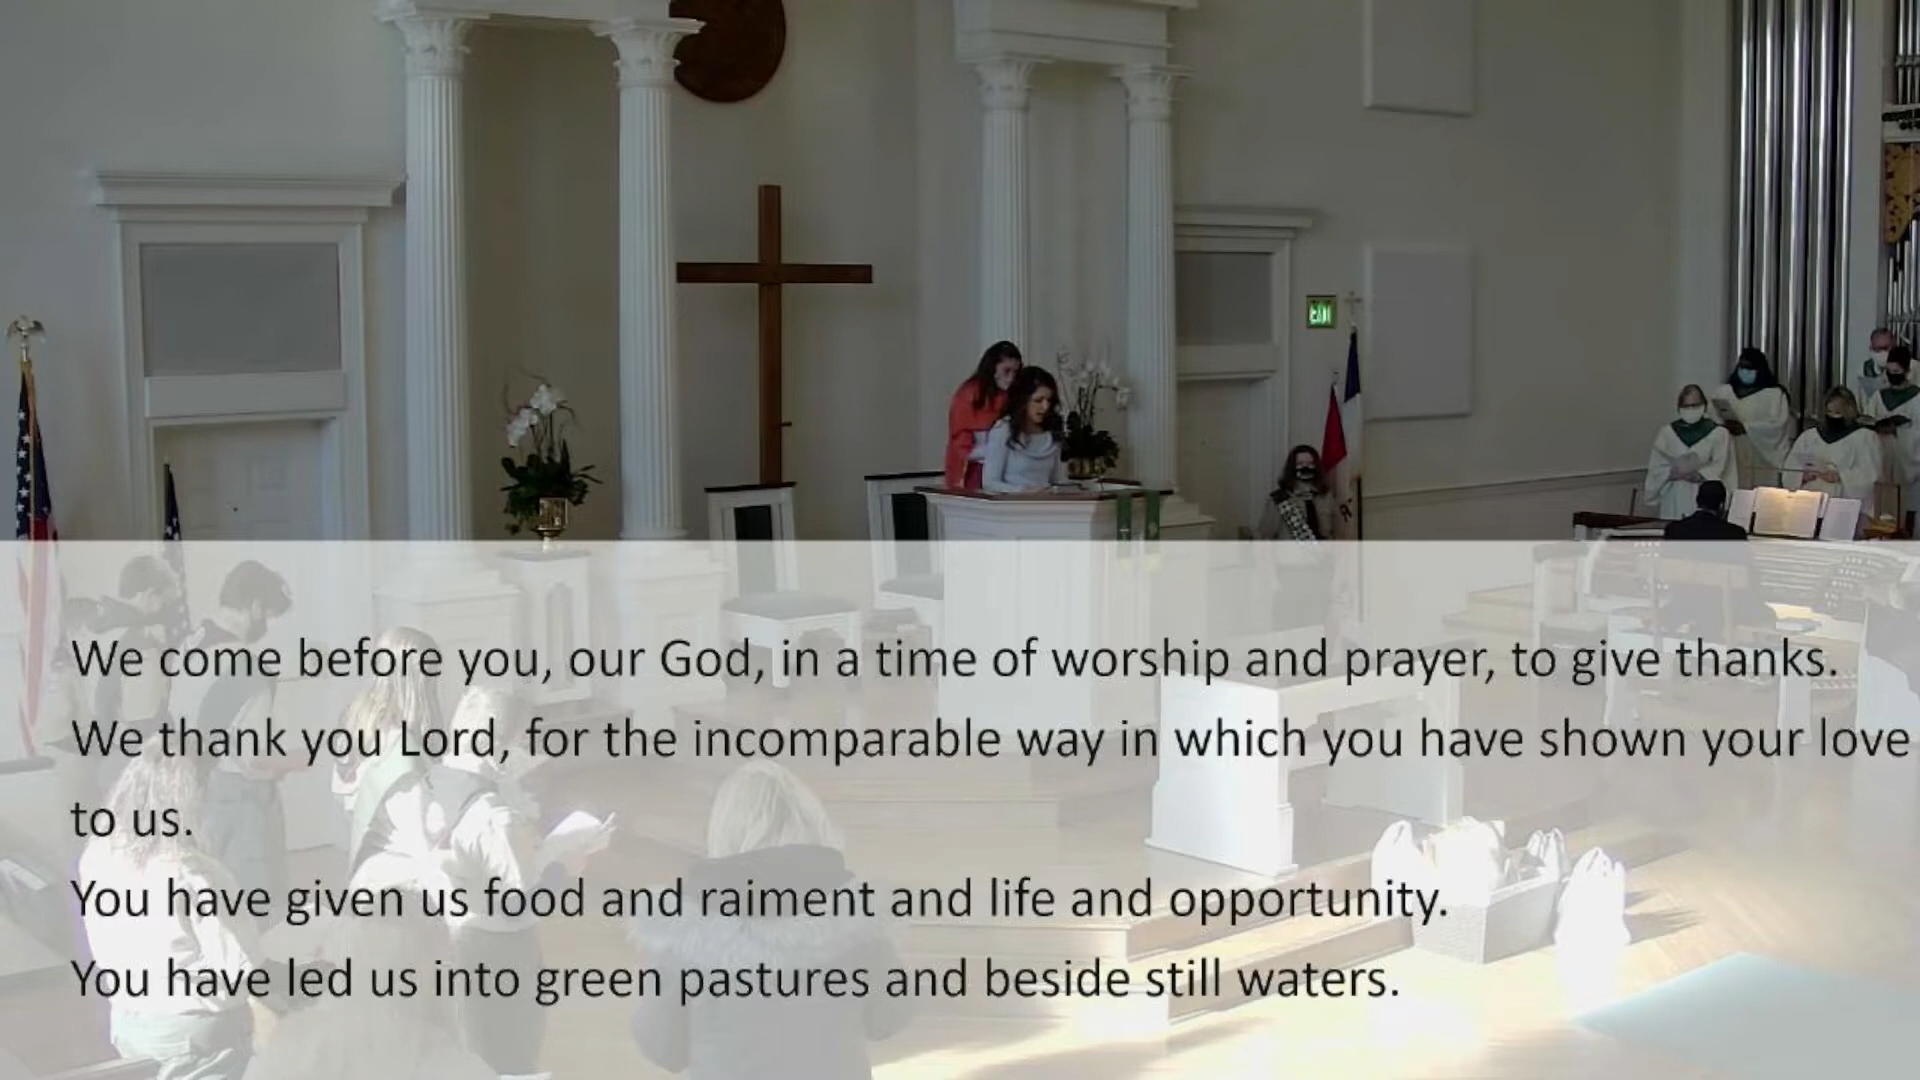 EXIT
We come before you, our God, in a time of worship and prayer, to give thanks.
We thank you Lord, for the incomparable way in which you have shown your love
to us.
You have given us food and raiment and life and opportunity.
You have led us into green pastures and beside still waters.